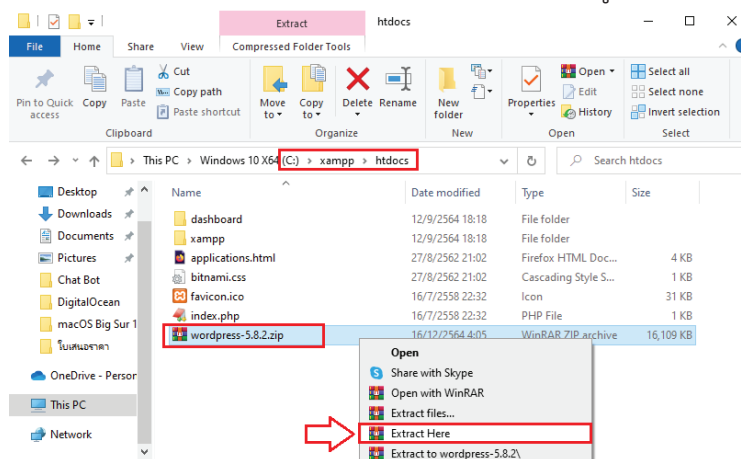 Extract htdocs
File Home Share View Compressed Folder Tools
Pin to Quick access
Copy
Paste
Cut
Copy path
Paste shortcut
Move to
Copy to
Delete
Rename
New folder
Properties
Open
Edit
History
Select all
Select none
Invert selection
Clipboard Organize New Open Select
This PC > Windows 10 X64 (C:) > xampp > htdocs Search htdocs
Name Date modified Type Size
Desktop
Downloads
Documents
Pictures
Chat Bot
DigitalOcean
macOS Big Sur 1
ใบเสนอราคา
OneDrive - Person
This PC
Network
dashboard 12/9/2564 18:18 File folder
xampp 12/9/2564 18:18 File folder
applications.html 27/8/2562 21:02 Firefox HTML Doc... 4 KB
bitnami.css 27/8/2562 21:02 Cascading Style S... 1 KB
favicon.ico 16/7/2558 22:32 Icon 31 KB
index.php 16/7/2558 22:32 PHP File 1 KB
wordpress-5.8.2.zip 16/12/2564 4:05 WinRAR ZIP archive 16,109 KB
Open
Share with Skype
Open with WinRAR
Extract files...
Extract Here
Extract to wordpress-5.8.2\